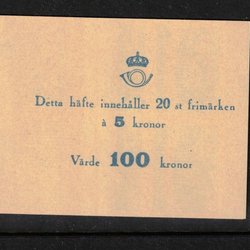 Detta häfte innehåller 20 st frimärken
à 5 kronor
Värde 100 kronor